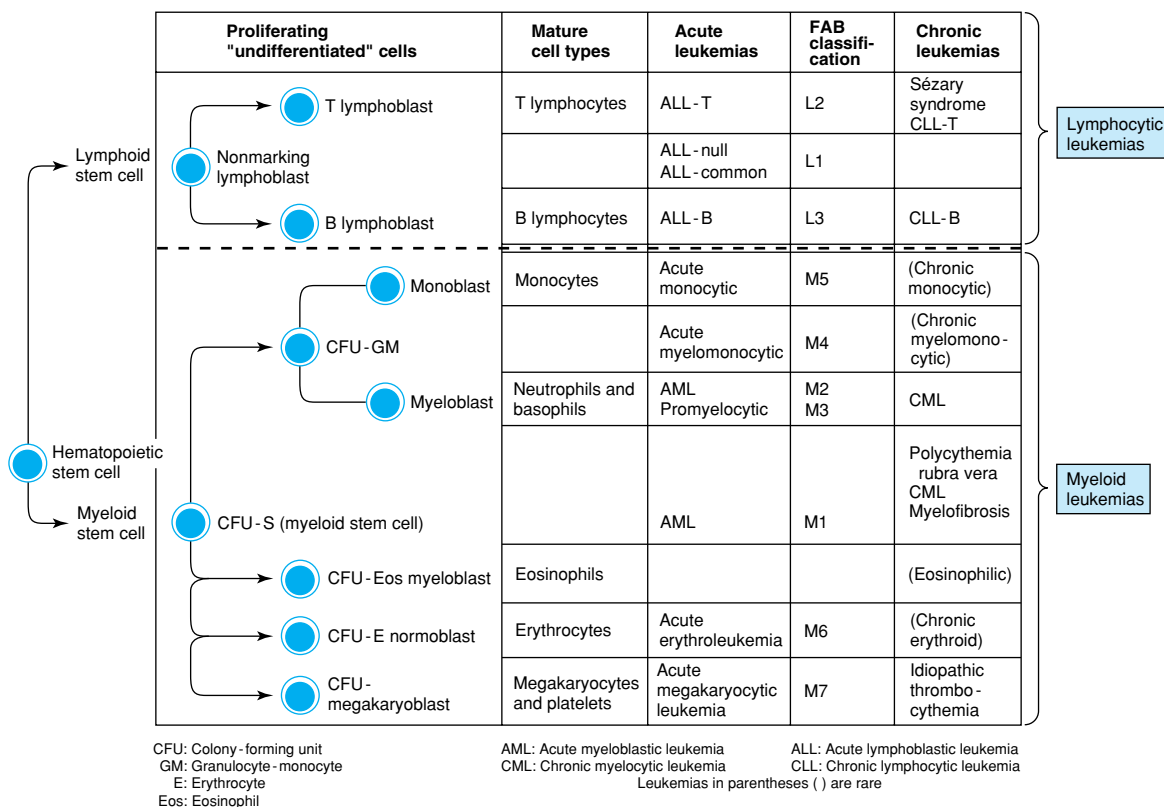 Proliferating
"undifferentiated" cells
Mature
cell types
Acute
leukemias
FAB
classifi-
cation
Chronic
leukemias
T lymphoblast
T lymphocytes
ALL-T
L2
Sézary
syndrome
CLL-T
Lymphoid
stem cell
Nonmarking
lymphoblast
ALL-null
ALL-common
L1
B lymphoblast
B lymphocytes
ALL-B
L3
CLL-B
Lymphocytic
leukemias
Monoblast
Monocytes
Acute
monocytic
M5
(Chronic
monocytic)
CFU-GM
Acute
myelomonocytic
M4
(Chronic
myelomono-
cytic)
Myeloblast
Neutrophils and
basophils
AML
Promyelocytic
M2
M3
CML
Hematopoietic
stem cell
Myeloid
stem cell
CFU-S (myeloid stem cell)
AML
M1
Polycythemia
rubra vera
CML
Myelofibrosis
Myeloid
leukemias
CFU-Eos myeloblast
Eosinophils
(Eosinophilic)
CFU-E normoblast
Erythrocytes
Acute
erythroleukemia
M6
(Chronic
erythroid)
CFU-
megakaryoblast
Megakaryocytes
and platelets
Acute
megakaryocytic
leukemia
M7
Idiopathic
thrombo-
cythemia
CFU: Colony-forming unit
GM: Granulocyte-monocyte
E: Erythrocyte
Eos: Eosinophil
AML: Acute myeloblastic leukemia
CML: Chronic myelocytic leukemia
ALL: Acute lymphoblastic leukemia
CLL: Chronic lymphocytic leukemia
Leukemias in parentheses ( ) are rare